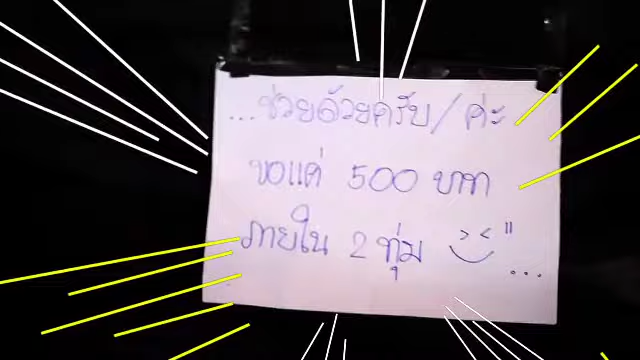 ...ช่วยด้วยครับ/ค่ะ
ขอแค่ 500 บาท
ภายใน 2 ทุ่ม >‿< " ...